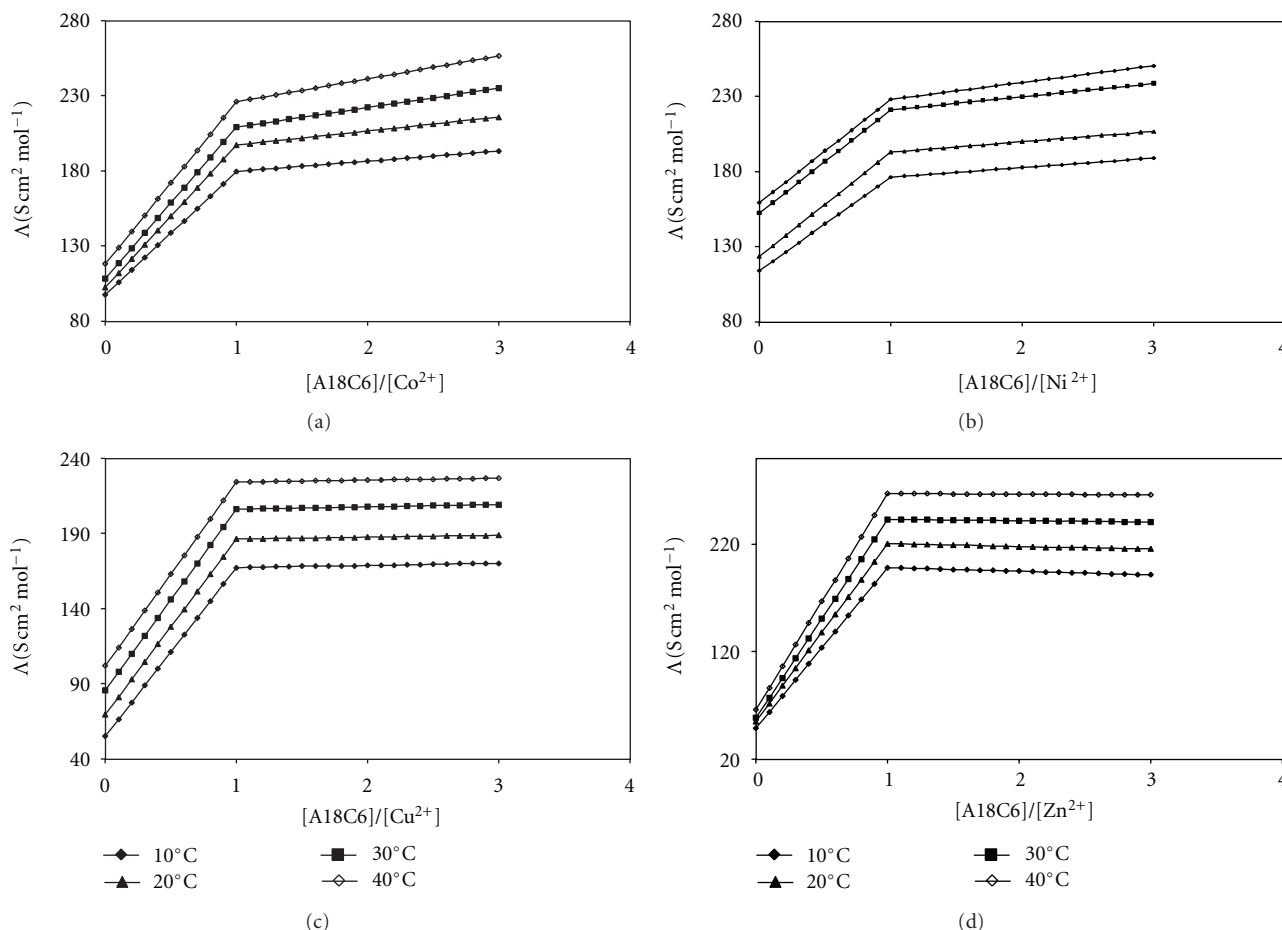 280
230
180
130
80
Λ(S cm² mol⁻¹)
0 1 2 3 4
[A18C6]/[Co²⁺]
(a)
280
230
180
130
80
Λ(S cm² mol⁻¹)
0 1 2 3 4
[A18C6]/[Ni²⁺]
(b)
240
190
140
90
40
Λ(S cm² mol⁻¹)
0 1 2 3 4
[A18C6]/[Cu²⁺]
10°C
20°C
30°C
40°C
(c)
220
120
20
Λ(S cm² mol⁻¹)
0 1 2 3 4
[A18C6]/[Zn²⁺]
10°C
20°C
30°C
40°C
(d)